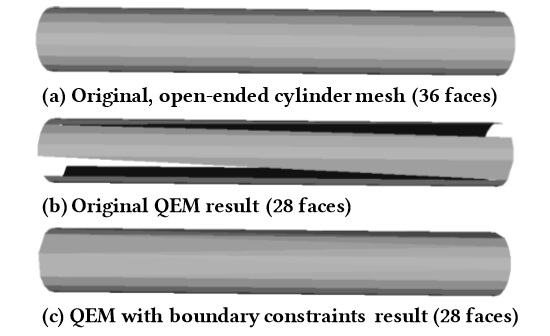 (a) Original, open-ended cylinder mesh (36 faces)
(b) Original QEM result (28 faces)
(c) QEM with boundary constraints result (28 faces)